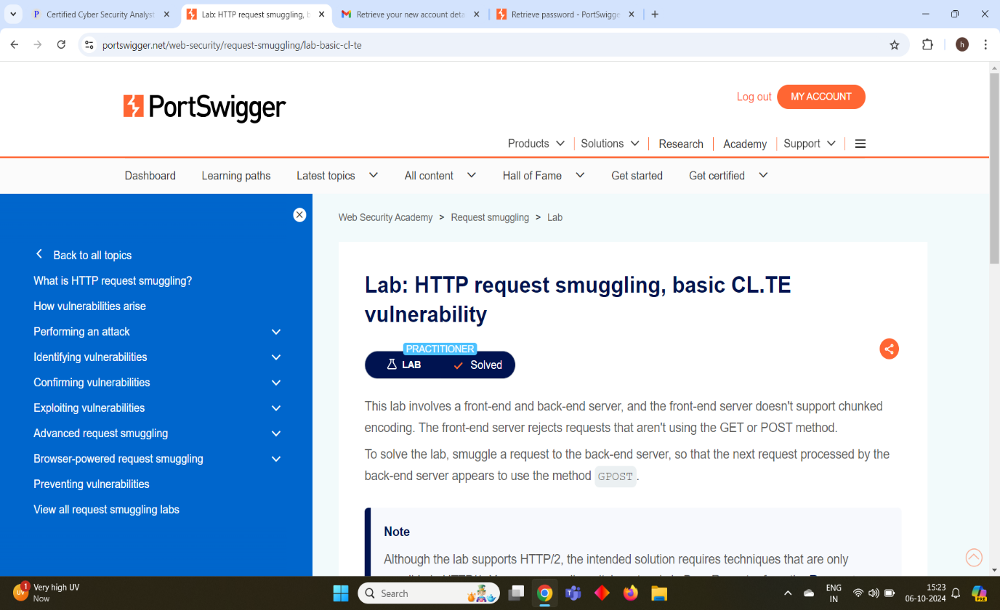 Certified Cyber Security Analyst
Lab: HTTP request smuggling, b
Retrieve your new account deta
Retrieve password - PortSwigge
portswigger.net/web-security/request-smuggling/lab-basic-cl-te
h
PortSwigger
Log out
MY ACCOUNT
Products
Solutions
Research
Academy
Support
Dashboard
Learning paths
Latest topics
All content
Hall of Fame
Get started
Get certified
Back to all topics
What is HTTP request smuggling?
How vulnerabilities arise
Performing an attack
Identifying vulnerabilities
Confirming vulnerabilities
Exploiting vulnerabilities
Advanced request smuggling
Browser-powered request smuggling
Preventing vulnerabilities
View all request smuggling labs
Web Security Academy > Request smuggling > Lab
Lab: HTTP request smuggling, basic CL.TE
vulnerability
PRACTITIONER
LAB
Solved
This lab involves a front-end and back-end server, and the front-end server doesn't support chunked
encoding. The front-end server rejects requests that aren't using the GET or POST method.
To solve the lab, smuggle a request to the back-end server, so that the next request processed by the
back-end server appears to use the method GPOST.
Note
Although the lab supports HTTP/2, the intended solution requires techniques that are only
UV
1
Very high UV
Now
Search
ENG
IN
15:23
06-10-2024
PRE